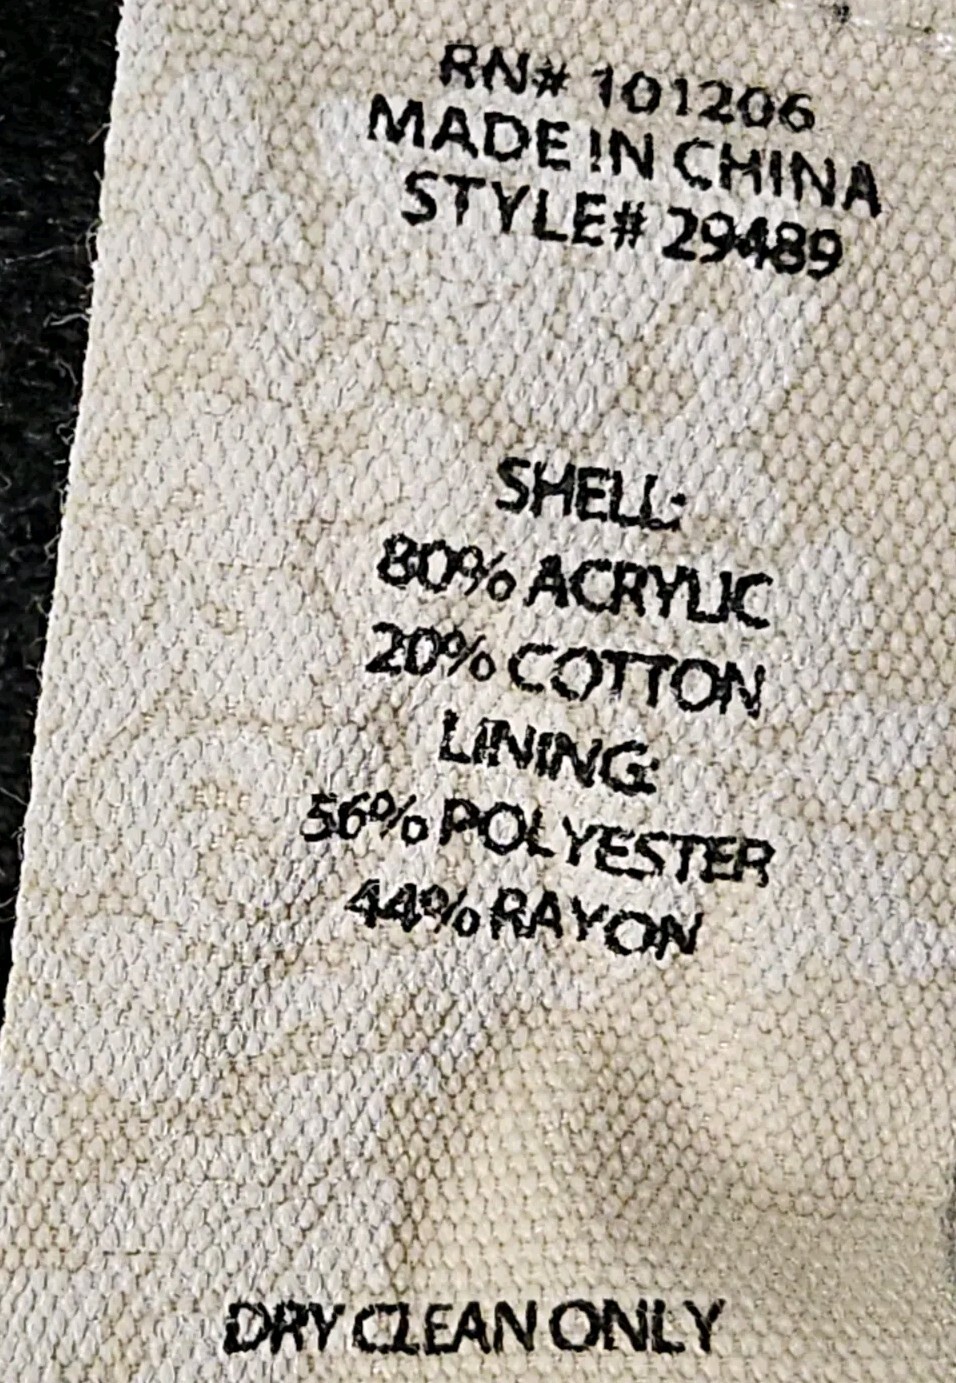 RN# 101206
MADE IN CHINA
STYLE# 29489
SHELL:
80% ACRYLIC
20% COTTON
LINING:
56% POLYESTER
44% RAYON
DRY CLEAN ONLY